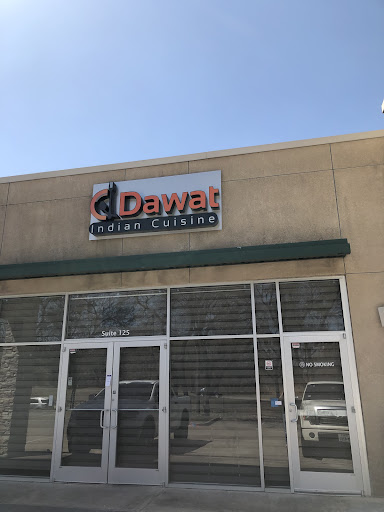 Dawat
Indian Cuisine
Suite 125
NO SMOKING